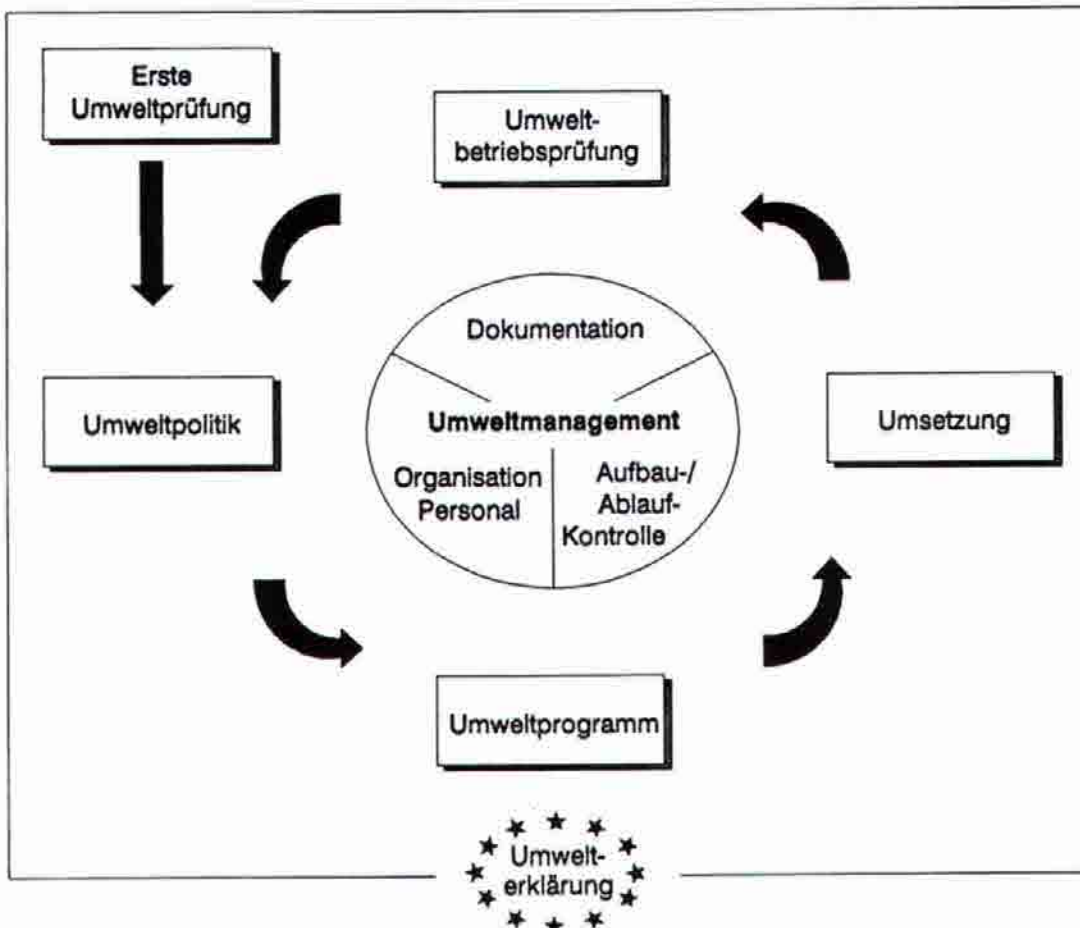 Erste
Umweltprüfung
Umwelt-
betriebsprüfung
Dokumentation
Umweltpolitik
Umweltmanagement
Umsetzung
Organisation
Personal
Aufbau-/
Ablauf-
Kontrolle
Umweltprogramm
Umwelt-
erklärung